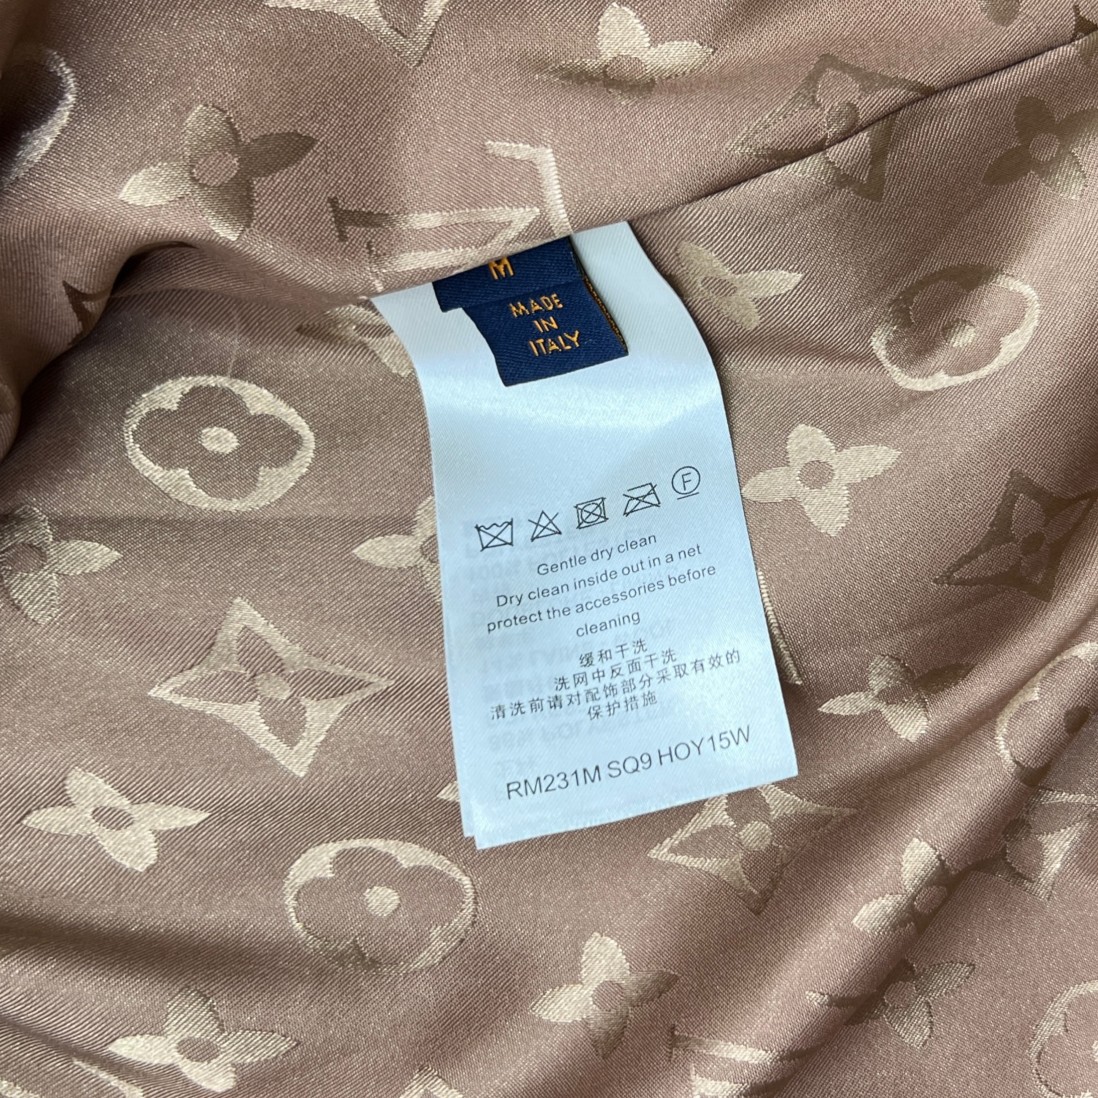 M
MADE
IN
ITALY
F
Gentle dry clean
Dry clean inside out in a net
protect the accessories before
cleaning
缓和干洗
洗网中反面干洗
清洗前请对配饰部分采取有效的
保护措施
RM231M SQ9 HOY15W